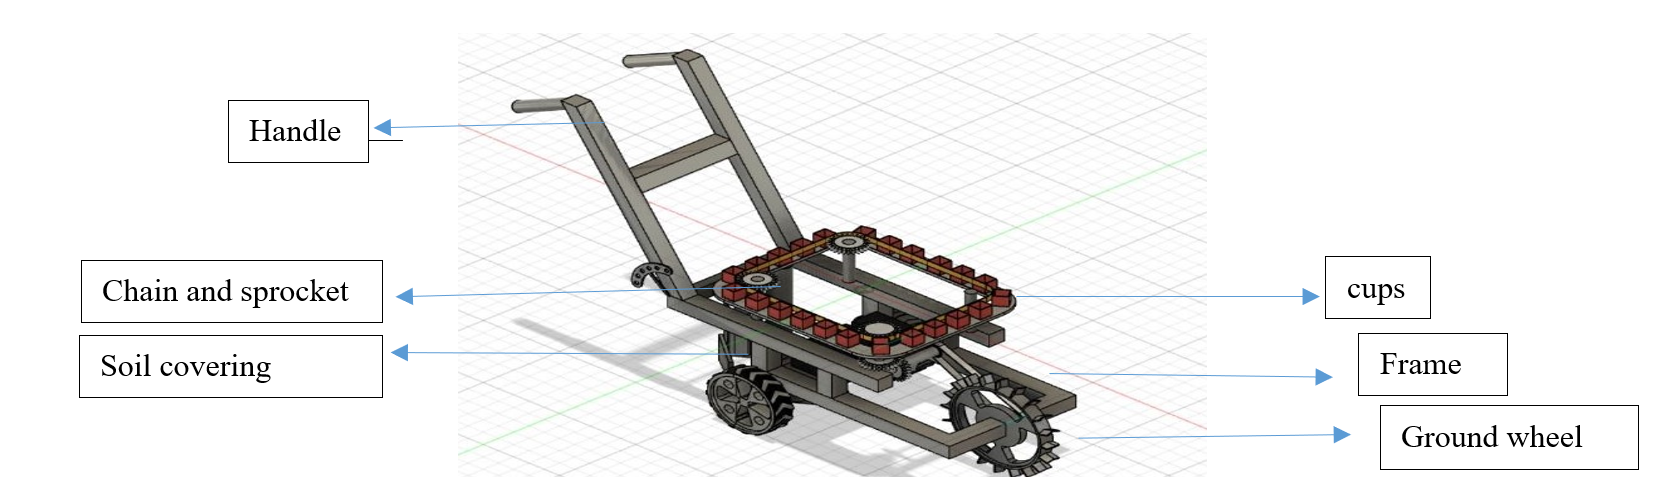 Handle
Chain and sprocket
Soil covering
cups
Frame
Ground wheel